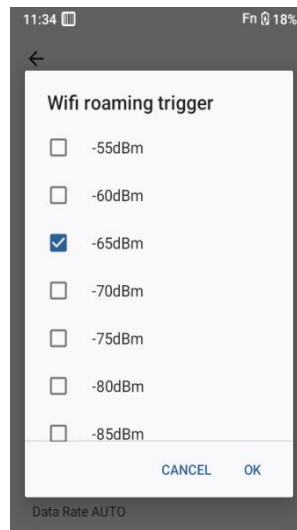 11:34
Fn 18%
Wifi roaming trigger
-55dBm
-60dBm
-65dBm
-70dBm
-75dBm
-80dBm
-85dBm
CANCEL OK
Data Rate AUTO